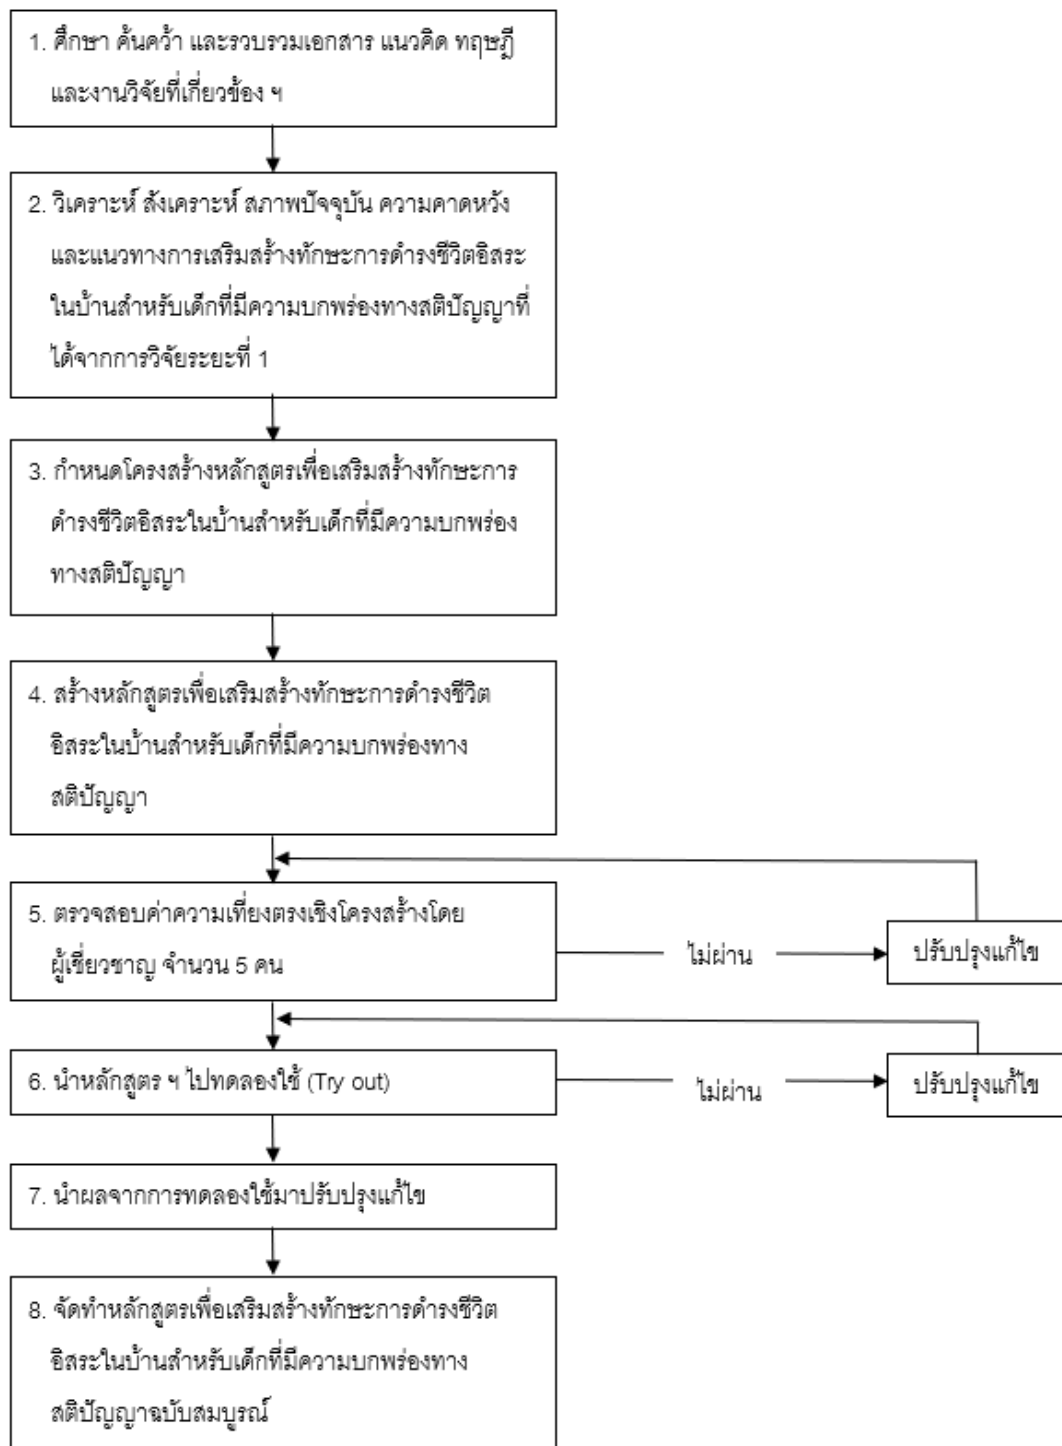 1. ศึกษา ค้นคว้า และรวบรวมเอกสาร แนวคิด ทฤษฎี
และงานวิจัยที่เกี่ยวข้อง ฯ
2. วิเคราะห์ สังเคราะห์ สภาพปัจจุบัน ความคาดหวัง
และแนวทางการเสริมสร้างทักษะการดำรงชีวิตอิสระ
ในบ้านสำหรับเด็กที่มีความบกพร่องทางสติปัญญาที่
ได้จากการวิจัยระยะที่ 1
3. กำหนดโครงสร้างหลักสูตรเพื่อเสริมสร้างทักษะการ
ดำรงชีวิตอิสระในบ้านสำหรับเด็กที่มีความบกพร่อง
ทางสติปัญญา
4. สร้างหลักสูตรเพื่อเสริมสร้างทักษะการดำรงชีวิต
อิสระในบ้านสำหรับเด็กที่มีความบกพร่องทาง
สติปัญญา
5. ตรวจสอบค่าความเที่ยงตรงเชิงโครงสร้างโดย
ผู้เชี่ยวชาญ จำนวน 5 คน
ไม่ผ่าน
ปรับปรุงแก้ไข
6. นำหลักสูตร ฯ ไปทดลองใช้ (Try out)
ไม่ผ่าน
ปรับปรุงแก้ไข
7. นำผลจากการทดลองใช้มาปรับปรุงแก้ไข
8. จัดทำหลักสูตรเพื่อเสริมสร้างทักษะการดำรงชีวิต
อิสระในบ้านสำหรับเด็กที่มีความบกพร่องทาง
สติปัญญาฉบับสมบูรณ์